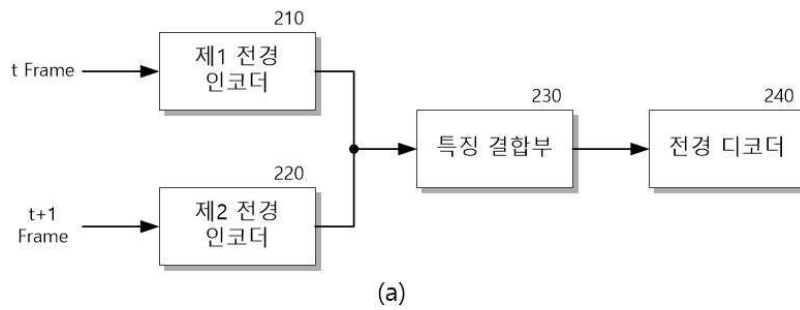 210
제1 전경
인코더
t Frame
230
특징 결합부
240
전경 디코더
220
제2 전경
인코더
t+1
Frame
(a)